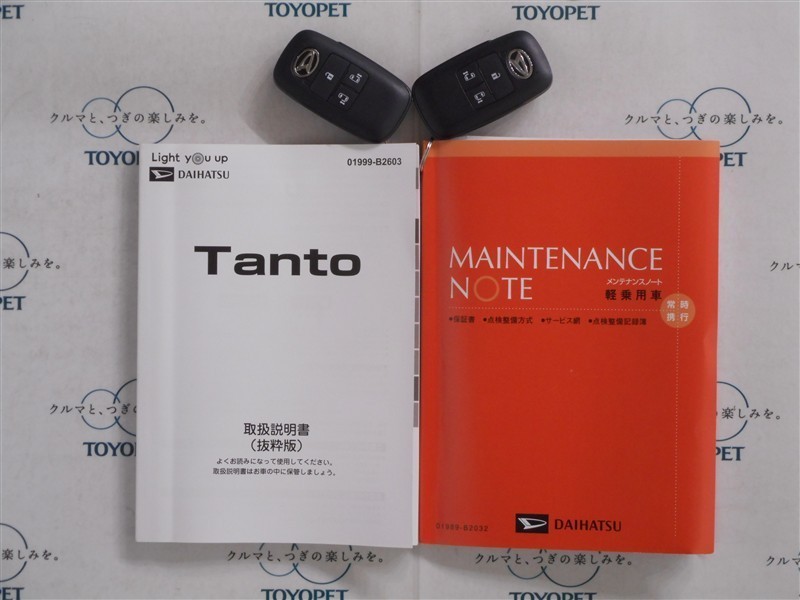 TOYOPET
TOYOPET
クルマと、つぎの楽しみを。
クルマと、つぎの楽しみを。
TOYOPET
TOYOPET
Light you up
DAIHATSU
01999-B2603
Tanto
取扱説明書
（抜粋版）
よくお読みになって使用してください。
取扱説明書はお車の中に保管しましょう。
MAINTENANCE
NOTE
メンテナンスノート
軽乗用車
常時
携行
●保証書 ●点検整備方式 ●サービス網 ●点検整備記録簿
01999-B2032
DAIHATSU
の楽しみを。
クルマと、つ
楽しみを。
TOYOPET
PET
クルマと、つぎの楽しみを。
クルマと、つぎの楽しみを。
TOYOPET
TOYOPET